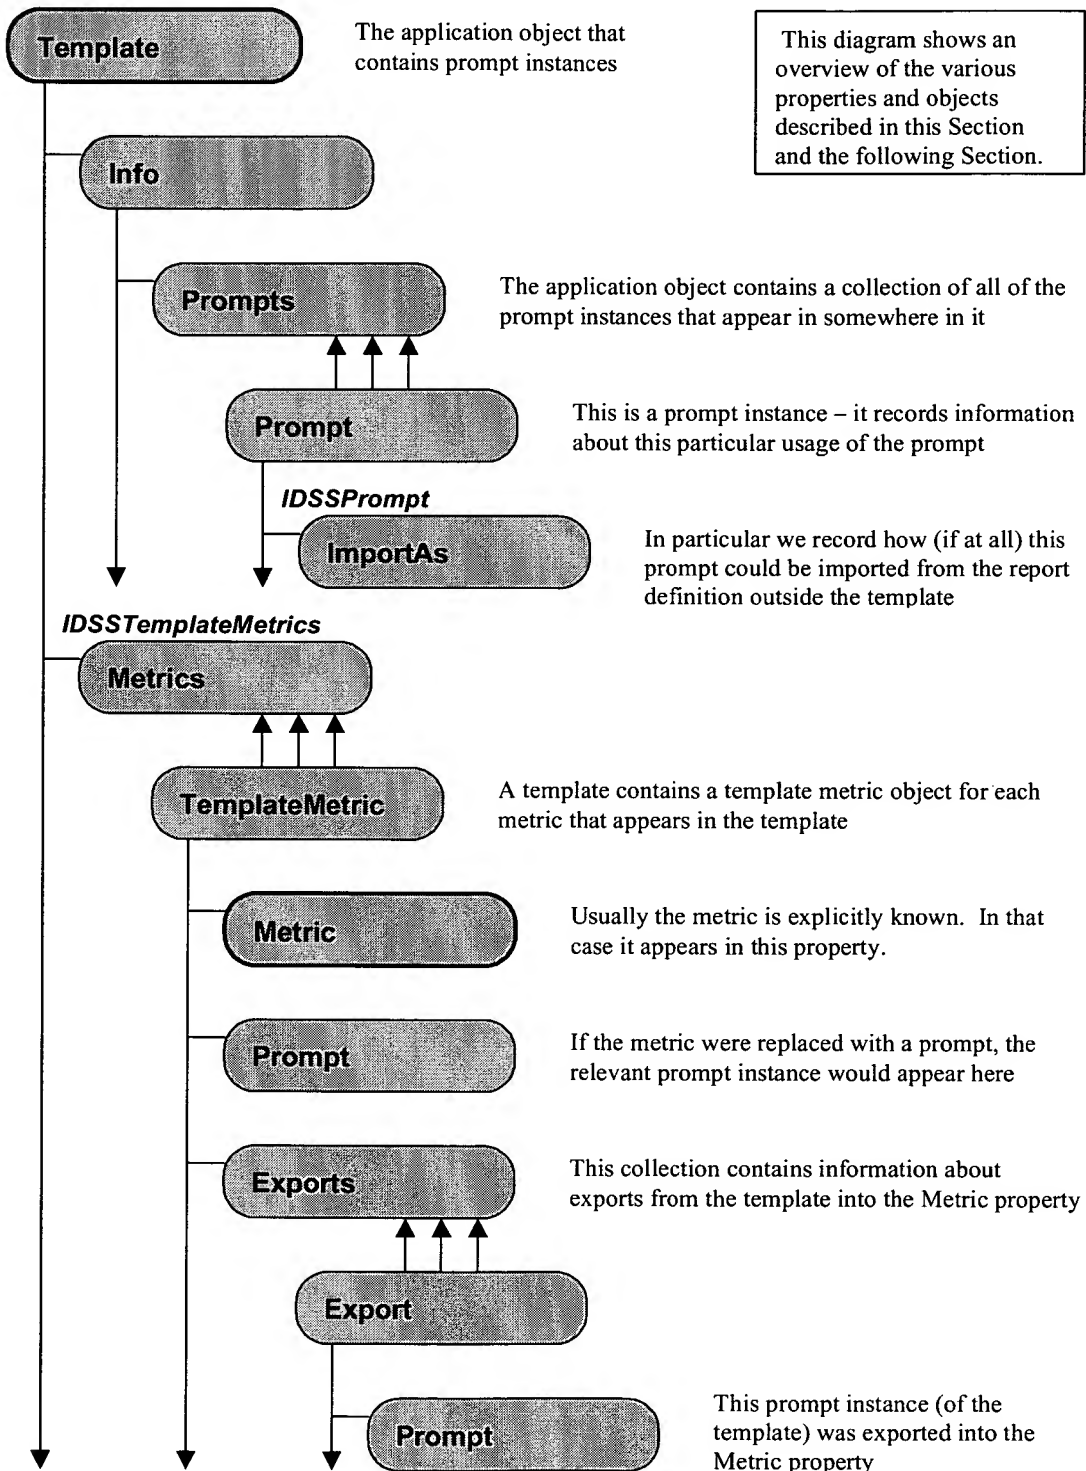 Template
The application object that
contains prompt instances
This diagram shows an
overview of the various
properties and objects
described in this Section
and the following Section.
Info
Prompts
The application object contains a collection of all of the
prompt instances that appear in somewhere in it
Prompt
This is a prompt instance – it records information
about this particular usage of the prompt
IDSSPrompt
ImportAs
In particular we record how (if at all) this
prompt could be imported from the report
definition outside the template
IDSSTemplateMetrics
Metrics
TemplateMetric
A template contains a template metric object for each
metric that appears in the template
Metric
Usually the metric is explicitly known. In that
case it appears in this property.
Prompt
If the metric were replaced with a prompt, the
relevant prompt instance would appear here
Exports
This collection contains information about
exports from the template into the Metric property
Export
Prompt
This prompt instance (of the
template) was exported into the
Metric property